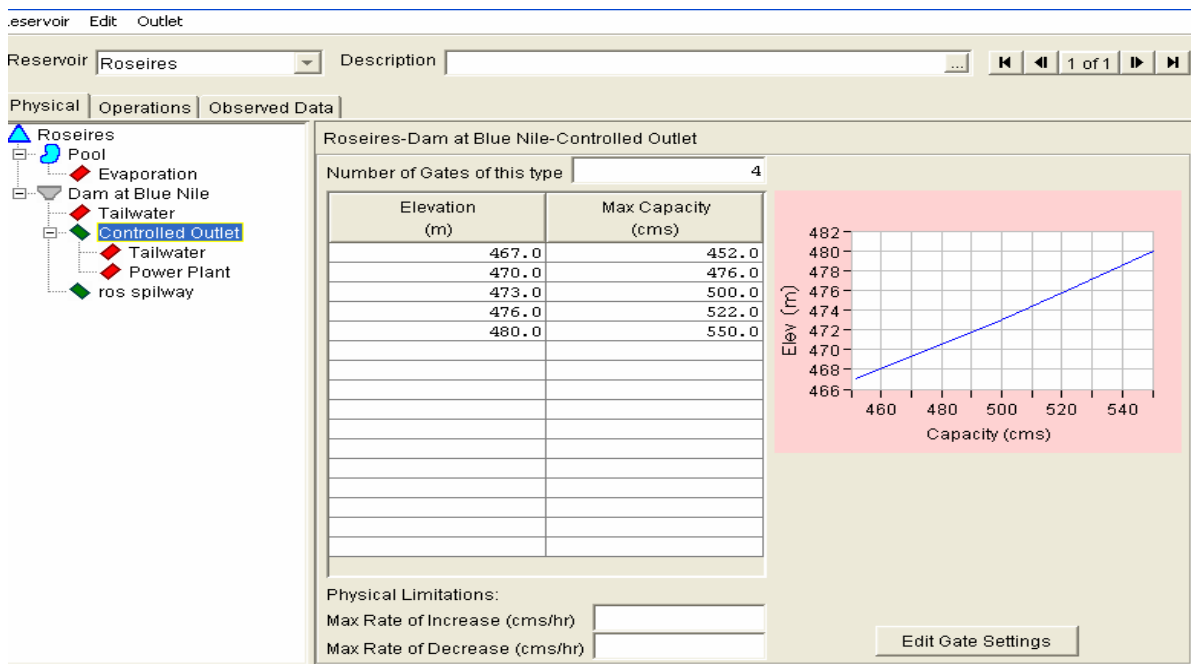 eservoir Edit Outlet
Reservoir Roseires Description ... 1 of 1
Physical Operations Observed Data
Roseires
Pool
Evaporation
Dam at Blue Nile
Tailwater
Controlled Outlet
Tailwater
Power Plant
ros spilway
Roseires-Dam at Blue Nile-Controlled Outlet
Number of Gates of this type 4
Elevation (m) Max Capacity (cms)
467.0 452.0
470.0 476.0
473.0 500.0
476.0 522.0
480.0 550.0
Elev (m)
482
480
478
476
474
472
470
468
466
460 480 500 520 540
Capacity (cms)
Physical Limitations:
Max Rate of Increase (cms/hr)
Max Rate of Decrease (cms/hr)
Edit Gate Settings